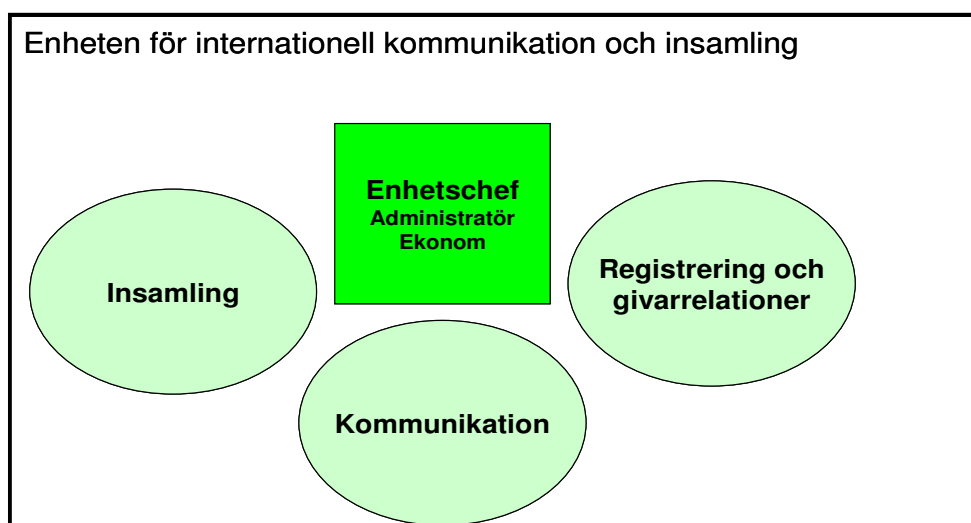 Enheten för internationell kommunikation och insamling
Enhetschef
Administratör
Ekonom
Insamling
Registrering och
givarrelationer
Kommunikation